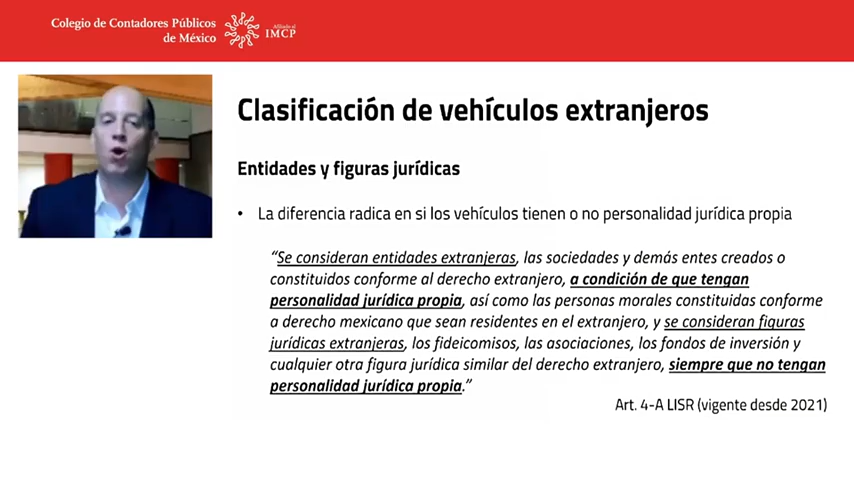 Colegio de Contadores Públicos
de México
Afiliado al
IMCP
Clasificación de vehículos extranjeros
Entidades y figuras jurídicas
• La diferencia radica en si los vehículos tienen o no personalidad jurídica propia
“Se consideran entidades extranjeras, las sociedades y demás entes creados o
constituidos conforme al derecho extranjero, a condición de que tengan
personalidad jurídica propia, así como las personas morales constituidas conforme
a derecho mexicano que sean residentes en el extranjero, y se consideran figuras
jurídicas extranjeras, los fideicomisos, las asociaciones, los fondos de inversión y
cualquier otra figura jurídica similar del derecho extranjero, siempre que no tengan
personalidad jurídica propia.”
Art. 4-A LISR (vigente desde 2021)